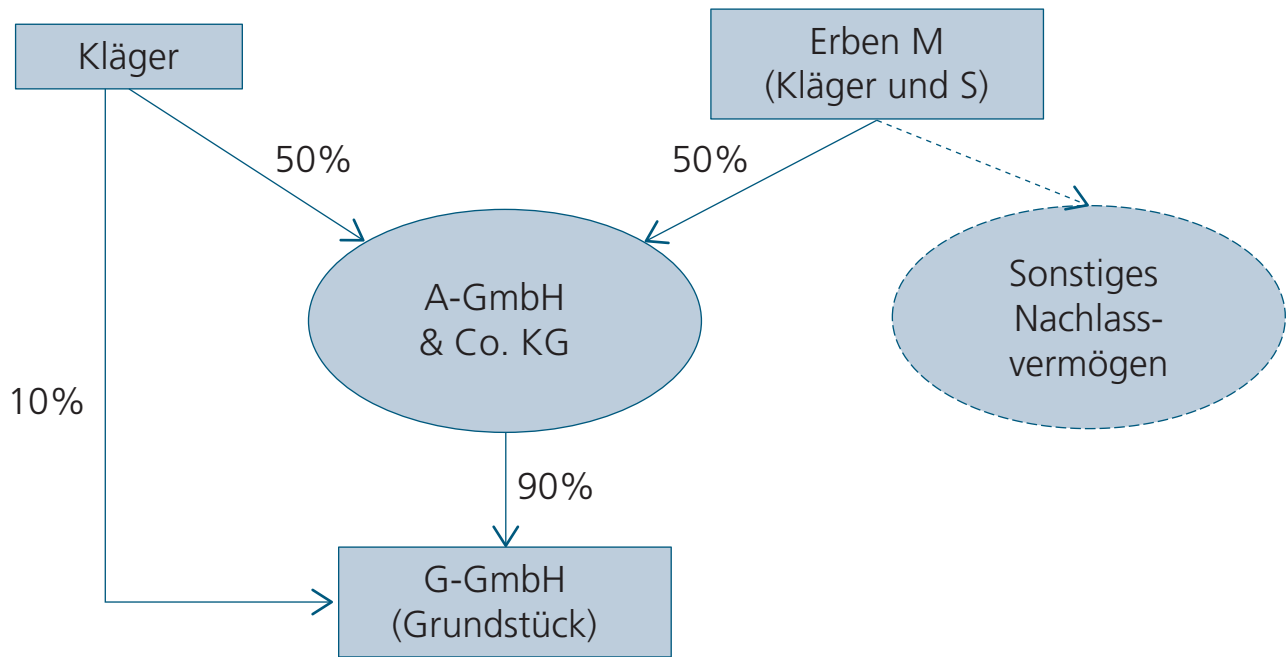 Kläger
Erben M
(Kläger und S)
50%
50%
A-GmbH
& Co. KG
Sonstiges
Nachlass-
vermögen
10%
90%
G-GmbH
(Grundstück)